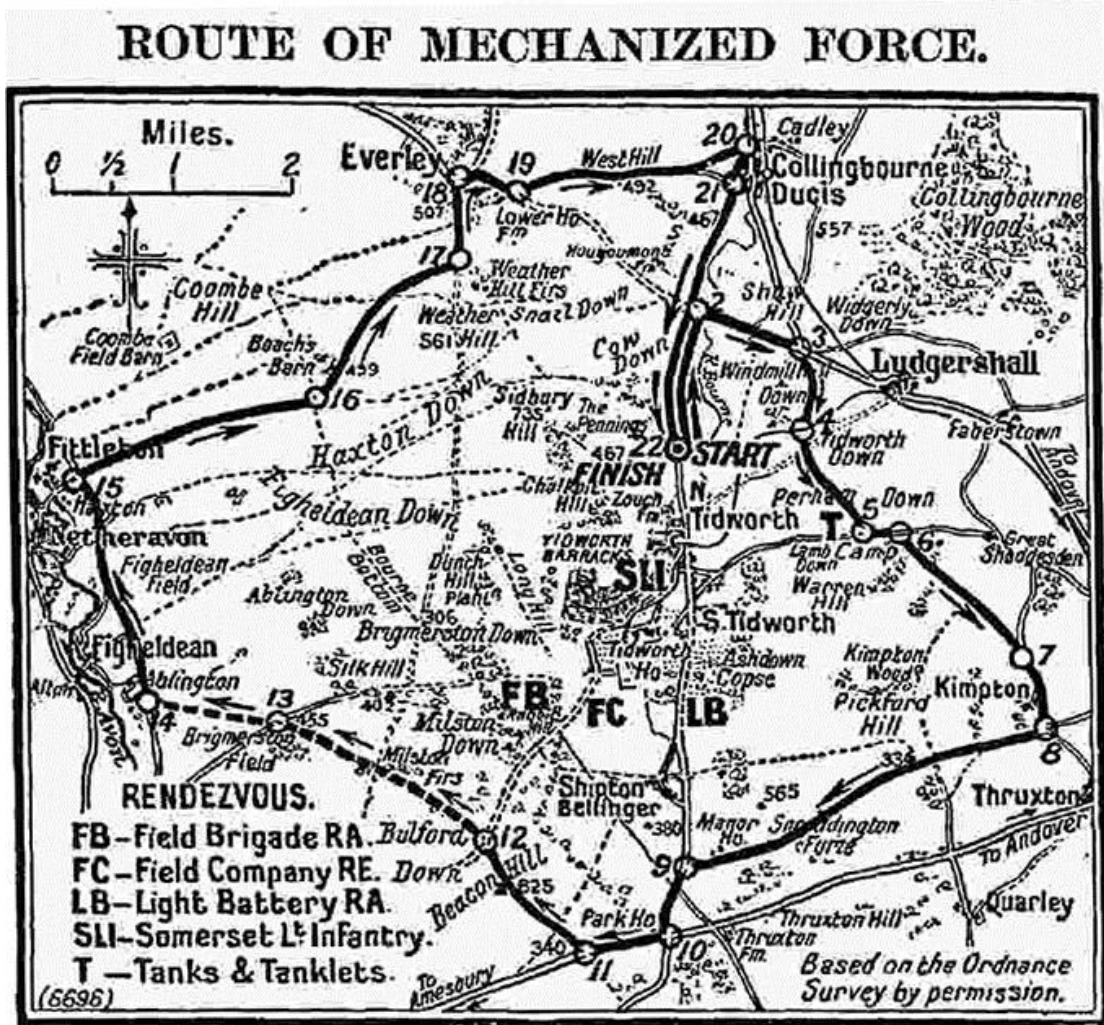 ROUTE OF MECHANIZED FORCE.
Miles.
0 1/2 1 2
Everley
18
19
West Hill
492
20
Cadley
Collingbourne
Ducis
21
467
507
Lower Ho
Fm
557
Collingbourne
Wood
17
Weather
Hill Firs
Coombe
Hill
Weather
Hill
561
Snail Down
Hougoumont
2
3
Widgerly
Down
Coombe
Field Barn
Beach's
Barn
459
16
Cow
Down
Windmill
Down
Ludgershall
Haxton Down
Sidbury
Hill
735
The
Pennings
4
Tidworth
Down
Faberstown
To Andover
Fittleton
15
Haxton
467
22
START
FINISH
Figheldean Down
Chalkpit
Hill
Zouch
Fm.
N
Tidworth
Perham Down
5
T
6
Great
Shoddesden
Netheravon
Figheldean
Field
Bourne
Bottom
TIDWORTH
BARRACKS
SLI
Lamb
Down
Camp
Warren
Hill
Ablington
Down
Dunch
Hill
Plantn
Long Hill
306
Brigmerston Down
S. Tidworth
Figheldean
Silk Hill
Tidworth
Ho
Ashdown
Copse
Kimpton
Wood
7
Kimpton
Ablington
Avon
14
13
455
402
Brigmerston
Field
Milston
Down
FB
FC
LB
Pickford
Hill
8
Milston
Firs
Shipton
Bellinger
565
Thruxton
RENDEZVOUS.
FB-Field Brigade RA.
FC-Field Company RE.
LB-Light Battery RA.
SLI-Somerset Lt Infantry.
T-Tanks & Tanklets.
Bulford
Down
12
Beacon Hill
825
380
9
Manor
Ho.
Snoddington
Furze
To Andover
Quarley
Park Ho
10
340
11
Thruxton Hill
Thruxton
Fm.
To
Amesbury
(6696)
Based on the Ordnance
Survey by permission.